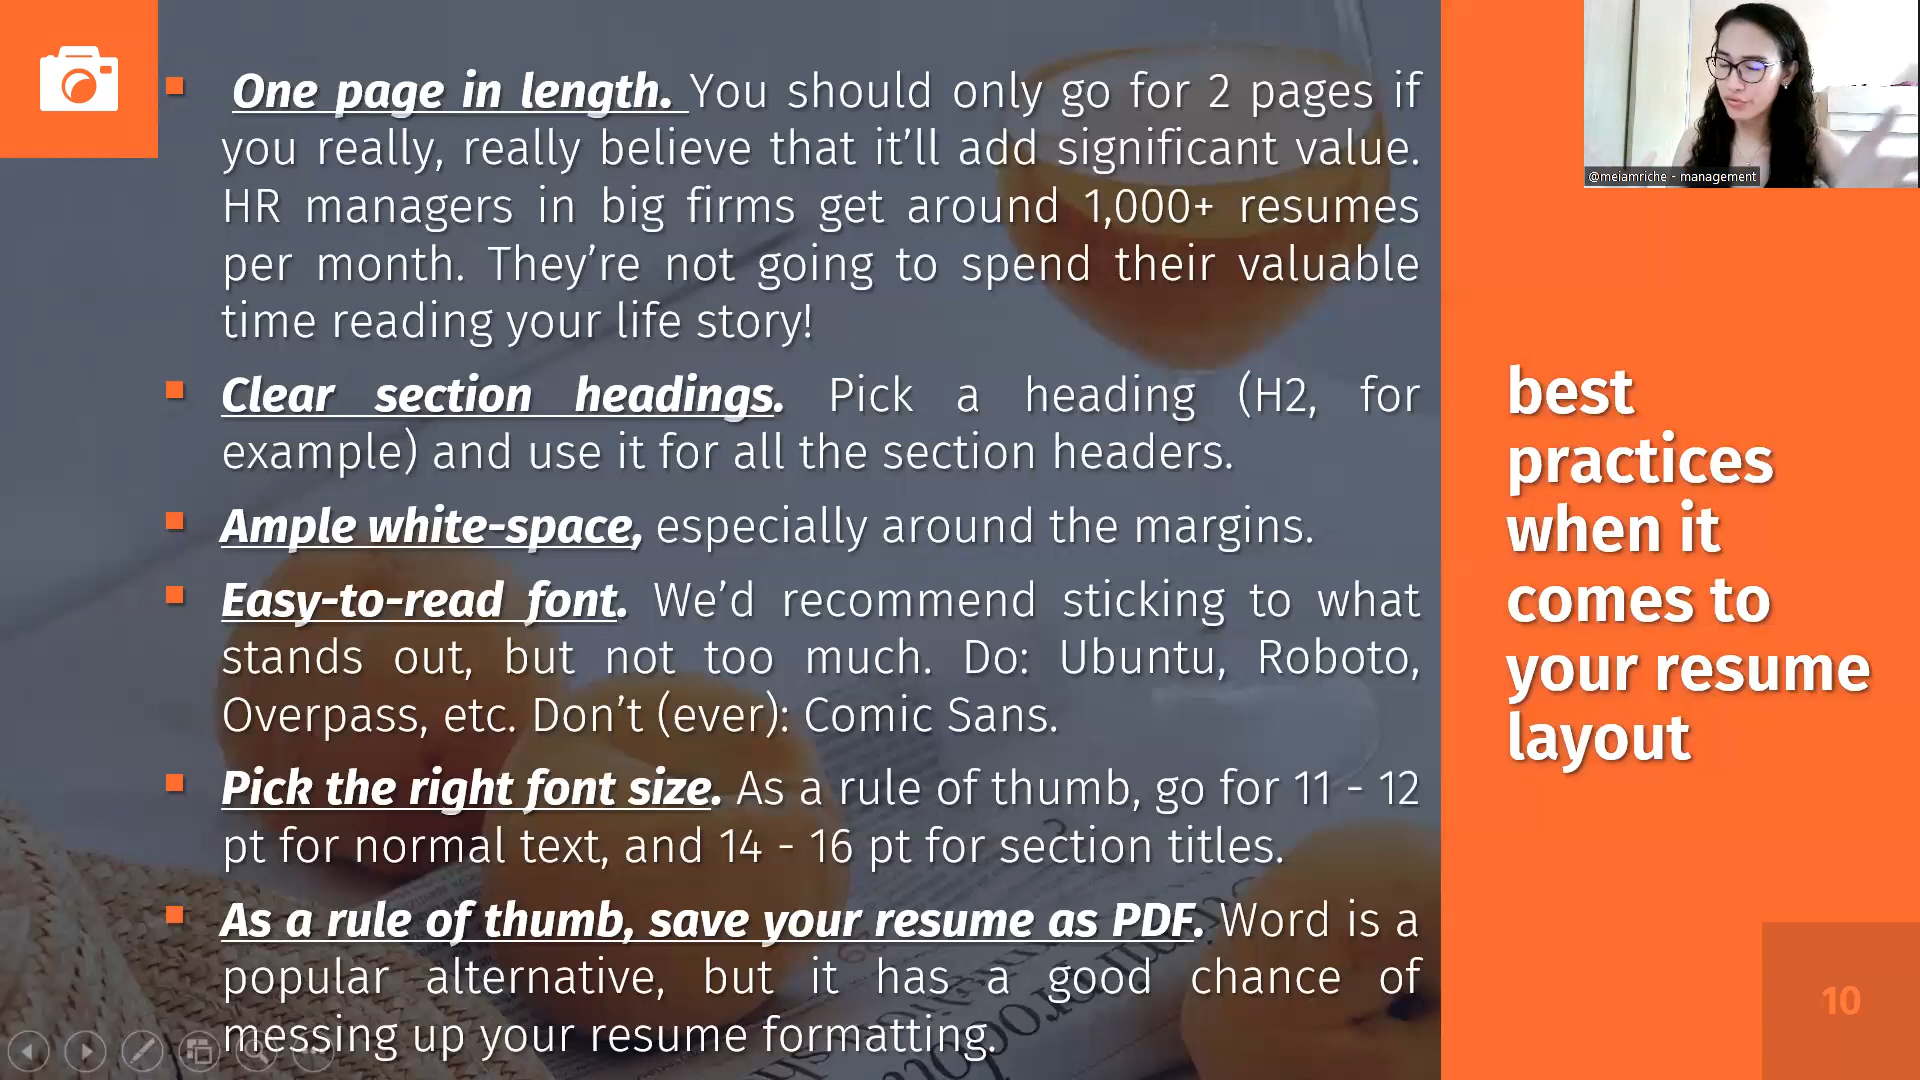 One page in length. You should only go for 2 pages if
you really, really believe that it’ll add significant value.
HR managers in big firms get around 1,000+ resumes
per month. They’re not going to spend their valuable
time reading your life story!
Clear section headings. Pick a heading (H2, for
example) and use it for all the section headers.
Ample white-space, especially around the margins.
Easy-to-read font. We’d recommend sticking to what
stands out, but not too much. Do: Ubuntu, Roboto,
Overpass, etc. Don’t (ever): Comic Sans.
Pick the right font size. As a rule of thumb, go for 11 - 12
pt for normal text, and 14 - 16 pt for section titles.
As a rule of thumb, save your resume as PDF. Word is a
popular alternative, but it has a good chance of
messing up your resume formatting.
@meiamriche - management
best
practices
when it
comes to
your resume
layout
10